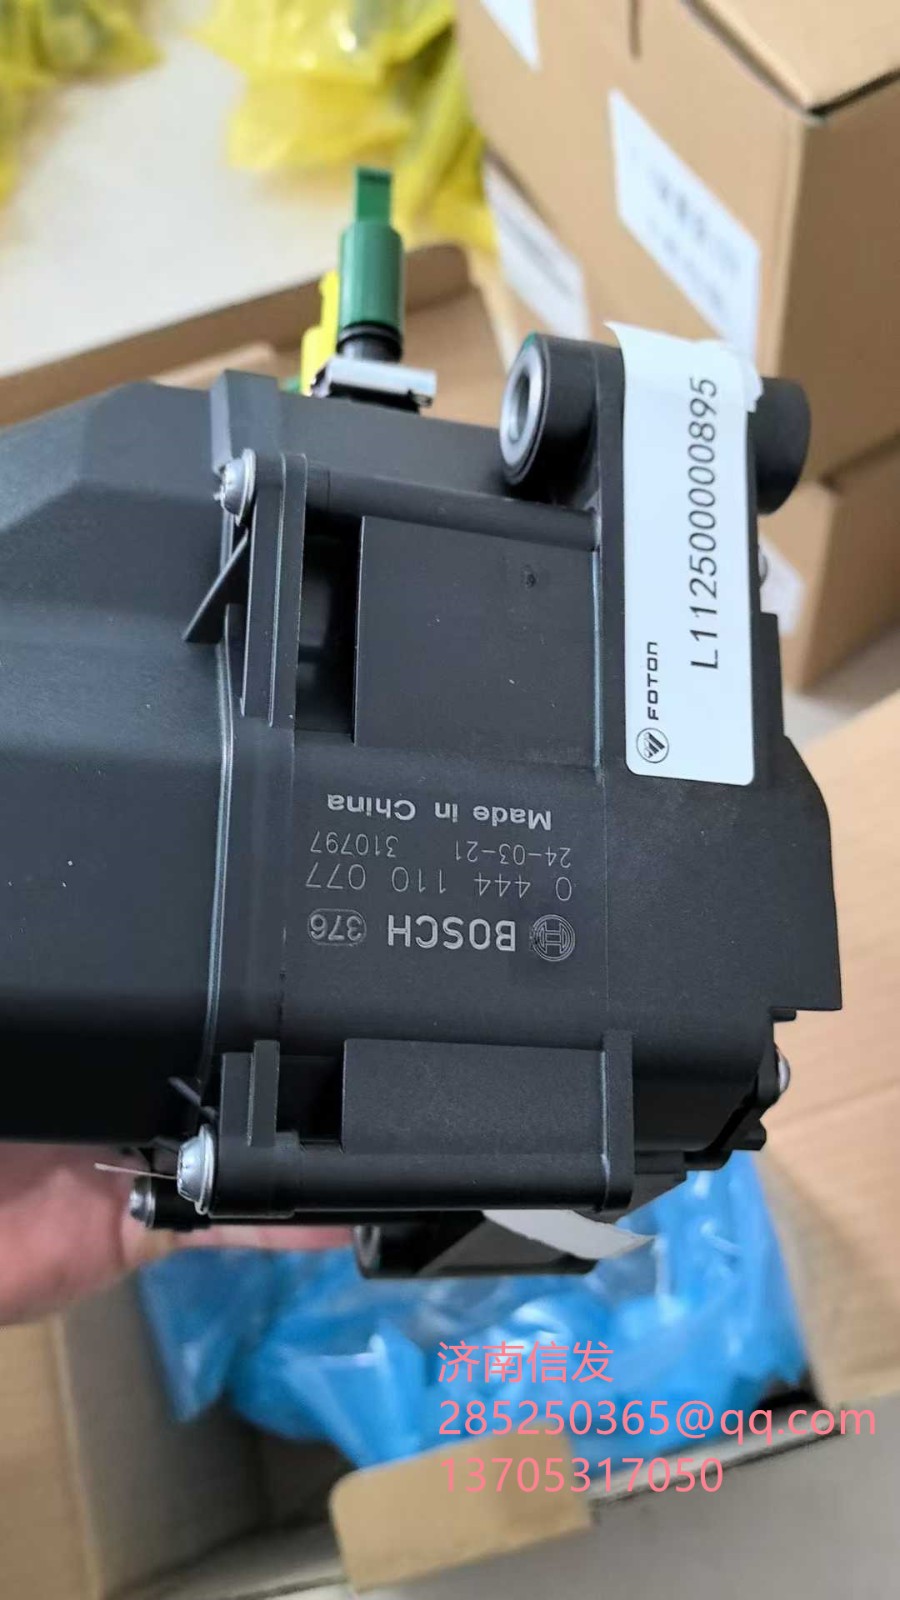 L1125000000895
FOTON
BOSCH 376
0 444 110 077
24-03-21 310797
Made in China
济南信发
285250365@qq.com
13705317050